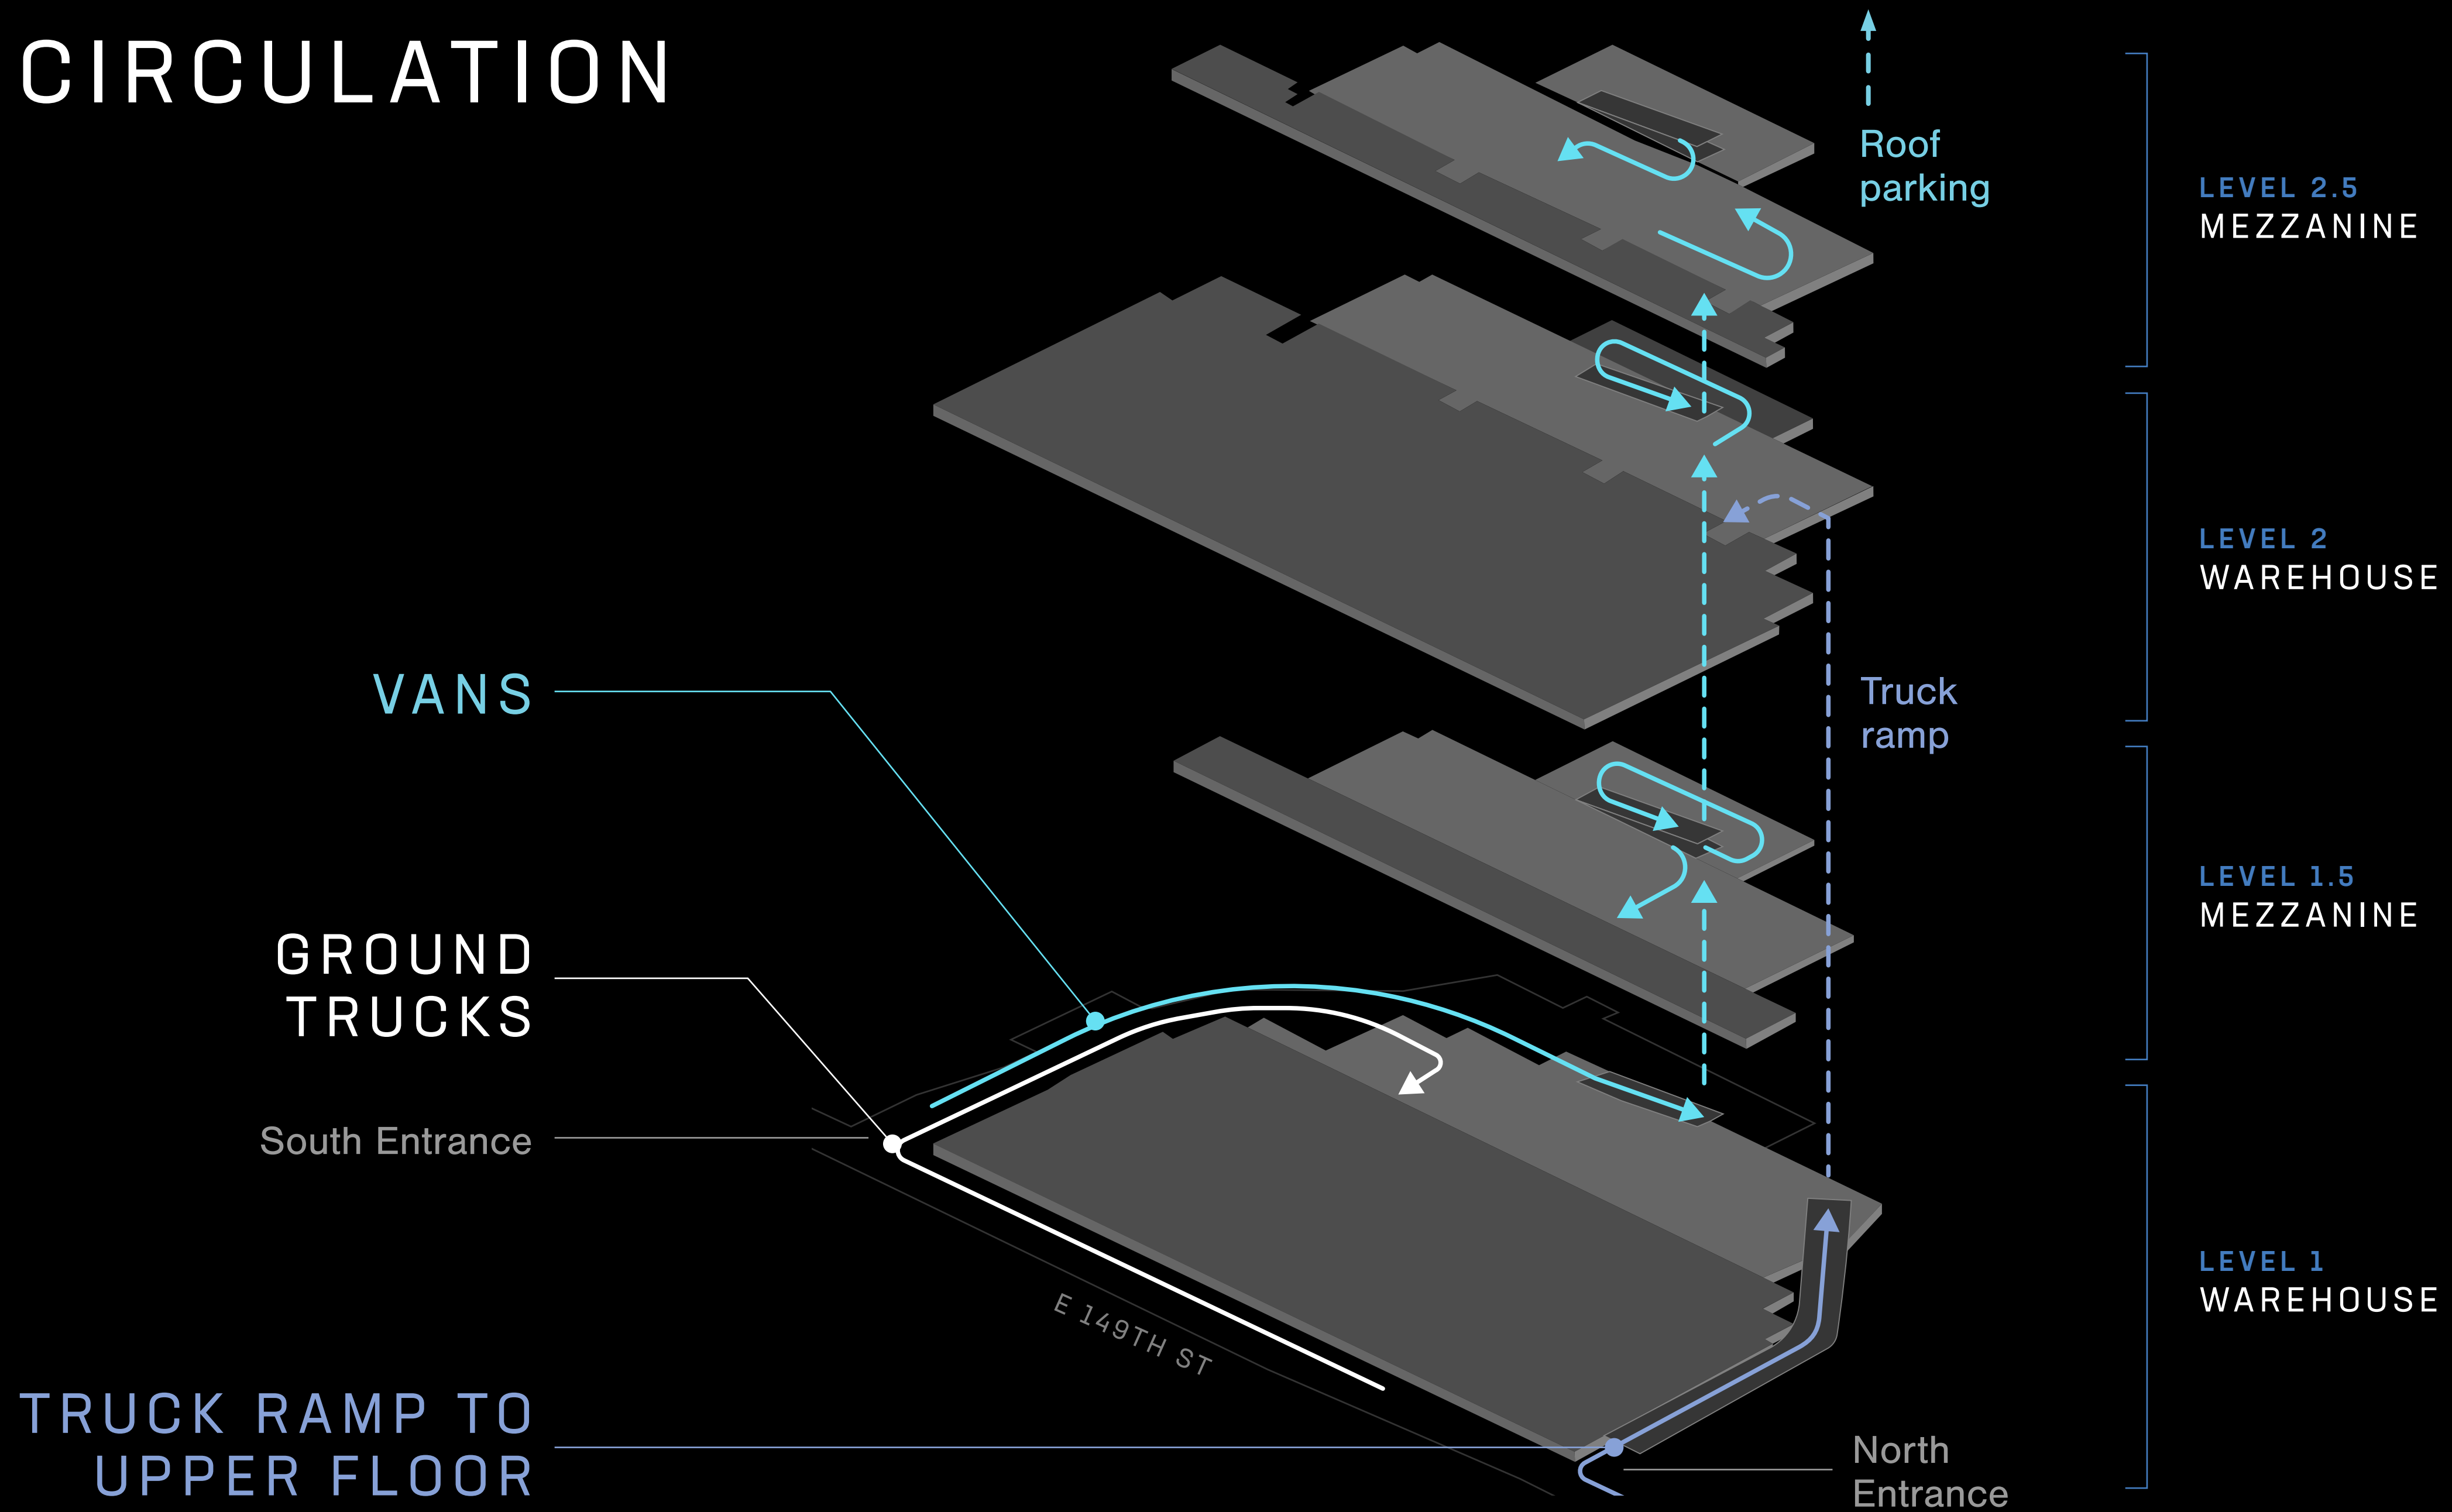 CIRCULATION
Roof
parking
LEVEL 2.5
MEZZANINE
LEVEL 2
WAREHOUSE
VANS
Truck
ramp
LEVEL 1.5
MEZZANINE
GROUND
TRUCKS
South Entrance
LEVEL 1
WAREHOUSE
E 149TH ST
TRUCK RAMP TO
UPPER FLOOR
North
Entrance